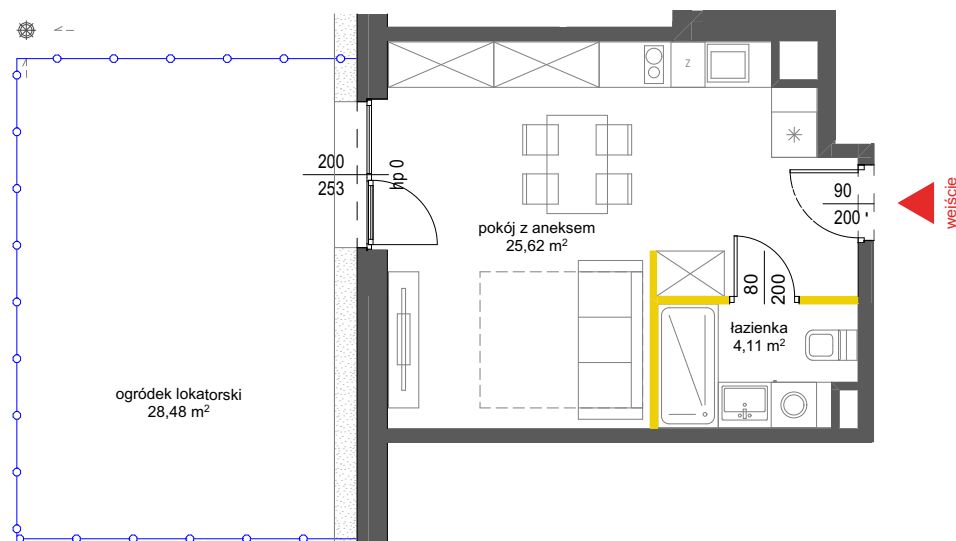 Z
200
253
hp 0
90
200
wejście
pokój z aneksem
25,62 m²
80
200
łazienka
4,11 m²
ogródek lokatorski
28,48 m²